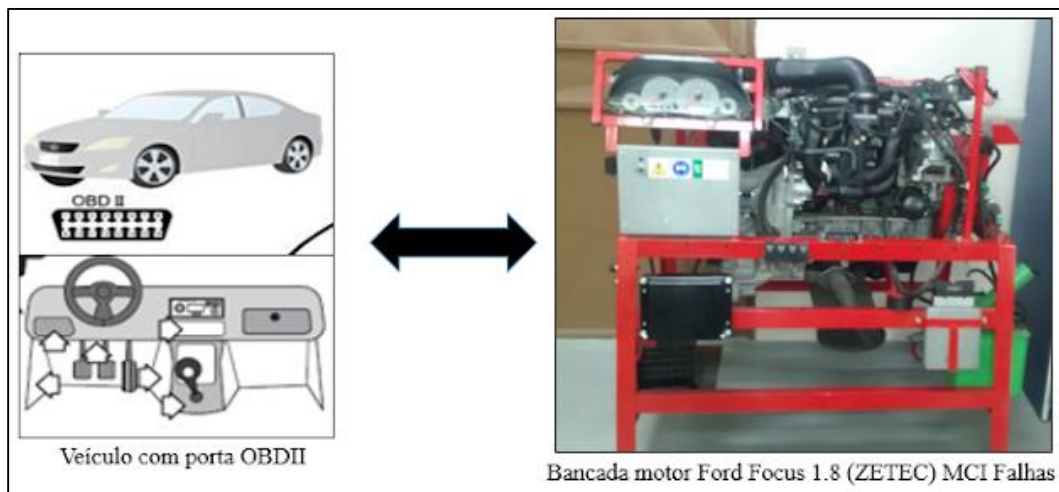 OBD II
Veículo com porta OBDII
Bancada motor Ford Focus 1.8 (ZETEC) MCI Falhas